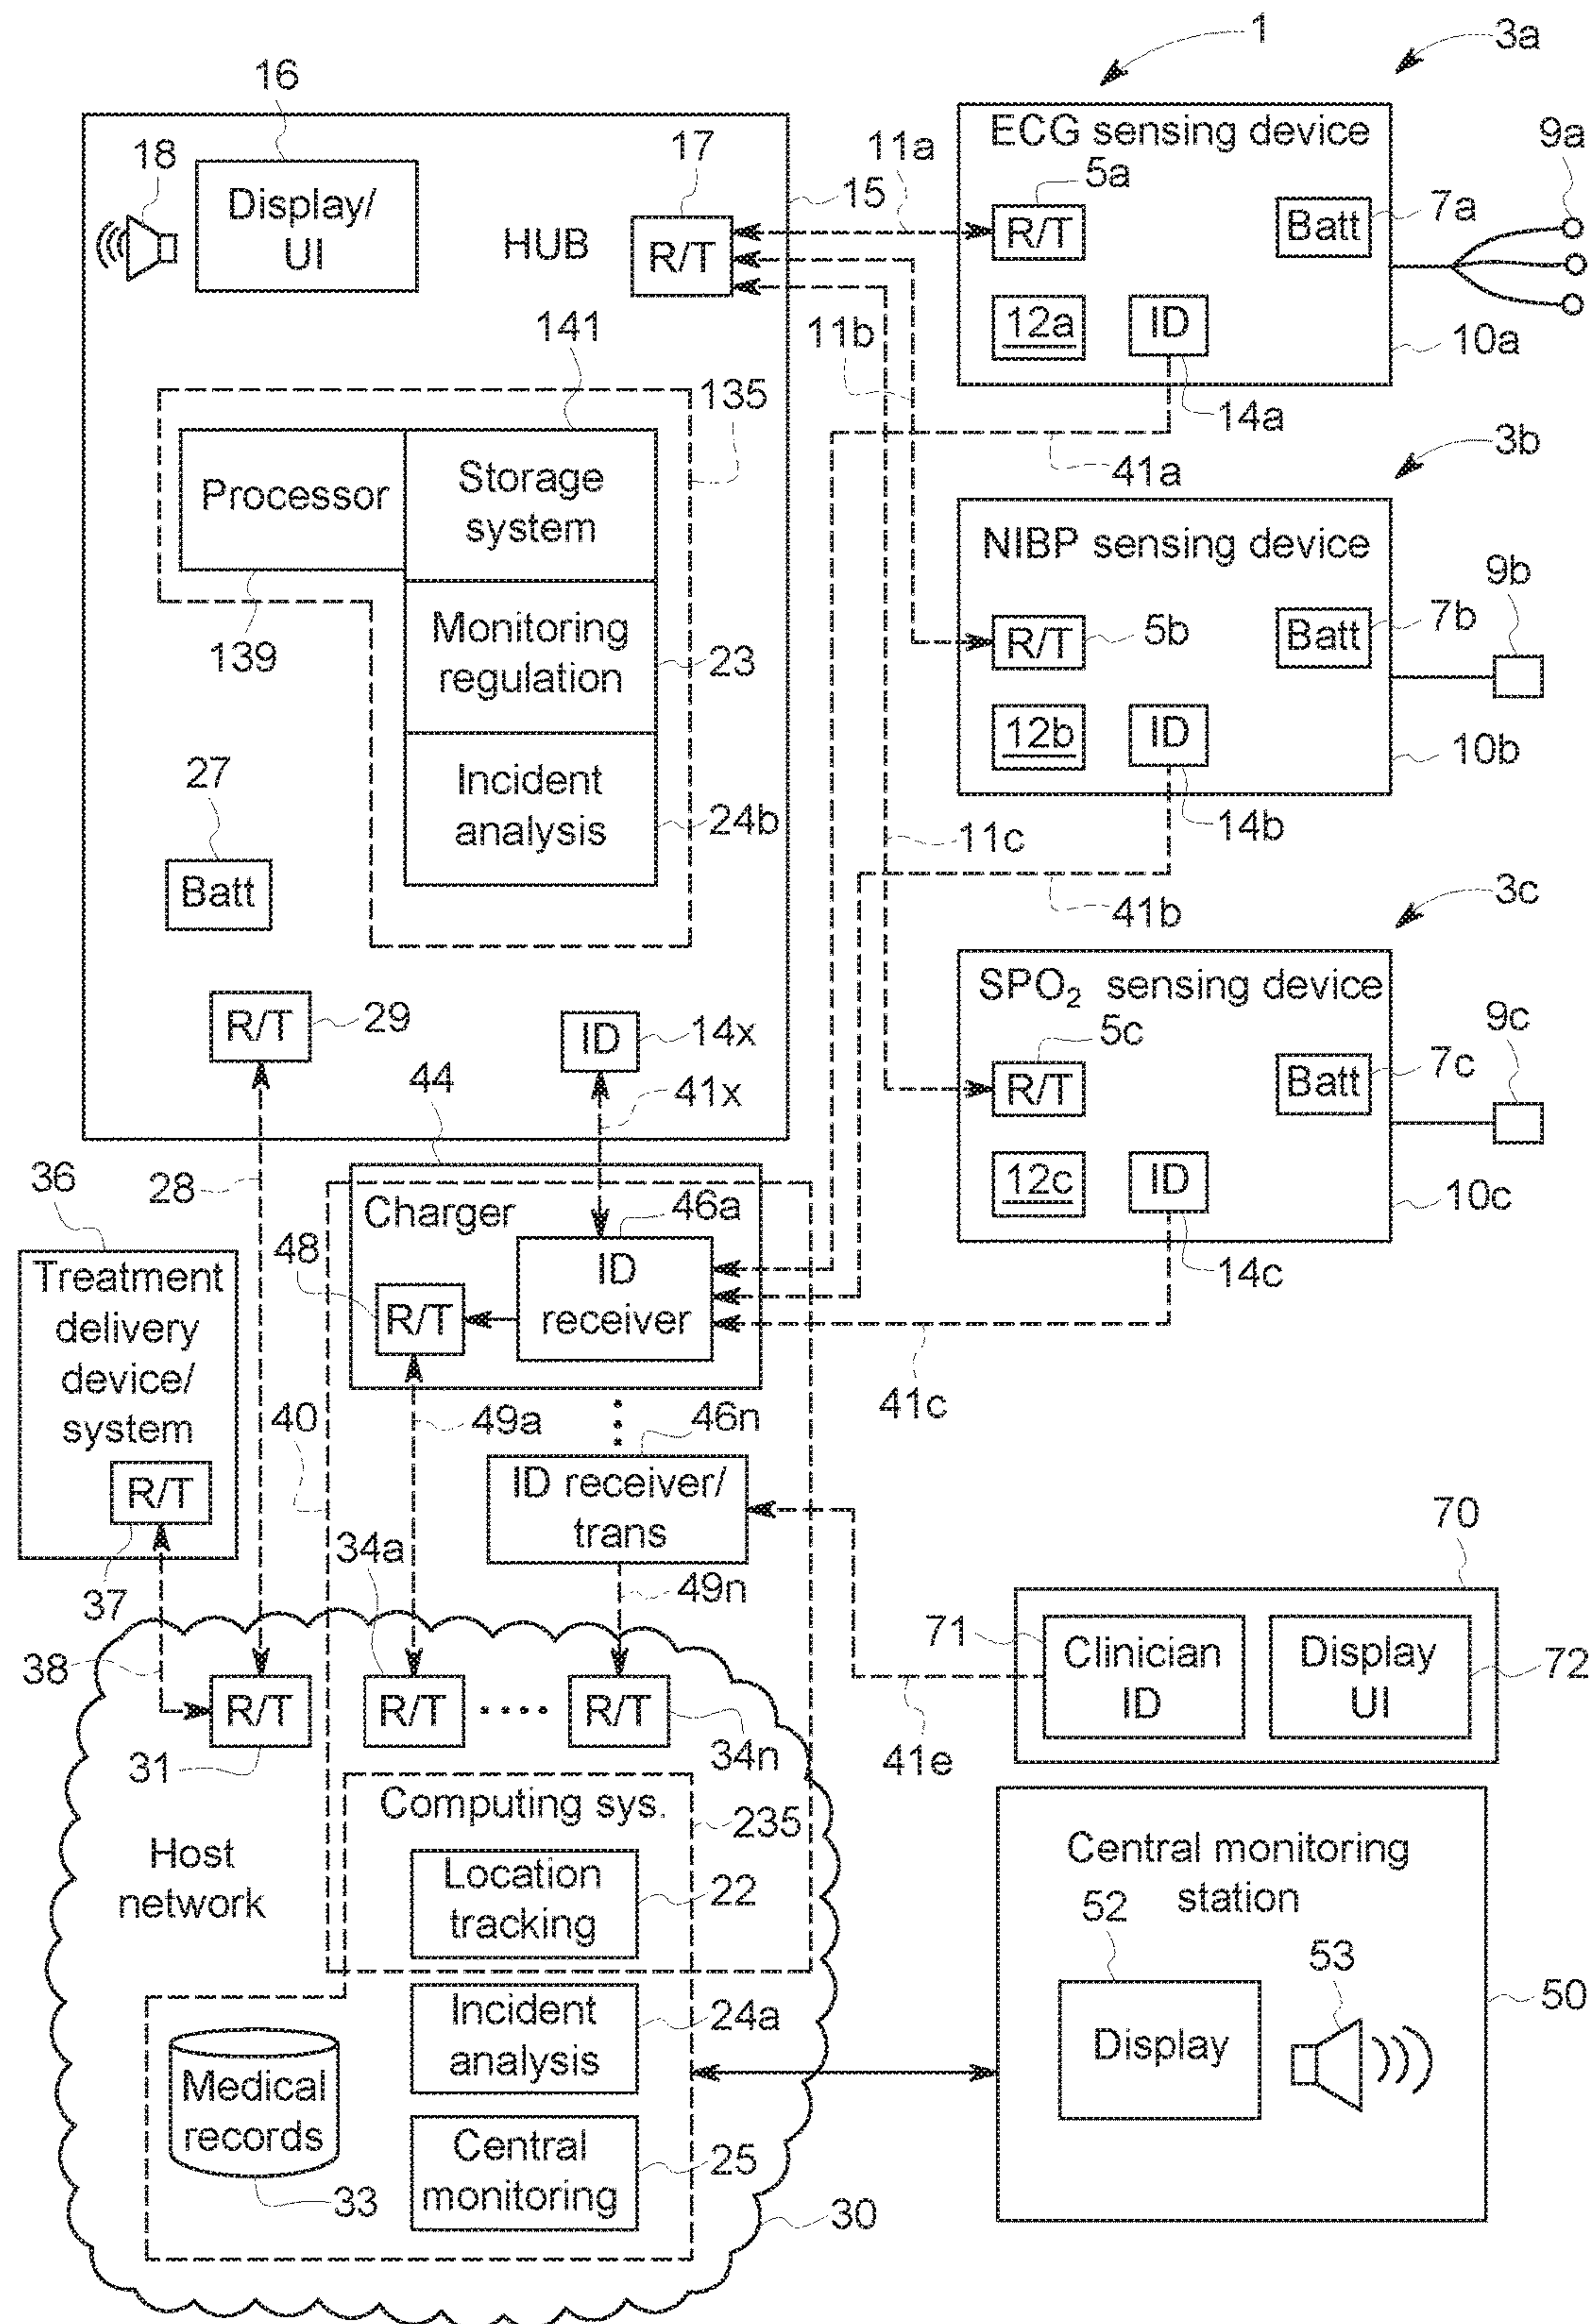 1
3a
16
ECG sensing device
9a
18
17
11a
5a
7a
15
Display/
UI
HUB
R/T
R/T
Batt
12a
ID
10a
141
11b
135
14a
41a
3b
Processor
Storage
system
NIBP sensing device
9b
139
Monitoring
regulation
23
R/T
5b
Batt
7b
12b
ID
10b
27
Incident
analysis
24b
11c
14b
Batt
41b
3c
SPO₂ sensing device
9c
R/T
29
ID
14x
5c
R/T
Batt
7c
44
41x
36
28
12c
ID
10c
Charger
46a
48
Treatment
delivery
device/
system
R/T
ID
receiver
14c
41c
40
49a
46n
R/T
ID receiver/
trans
70
34a
37
49n
71
Clinician
ID
Display
UI
72
38
R/T
R/T
R/T
31
34n
41e
Computing sys.
235
Host
network
Location
tracking
22
Central monitoring
station
52
53
50
Incident
analysis
24a
Display
Medical
records
Central
monitoring
25
33
30